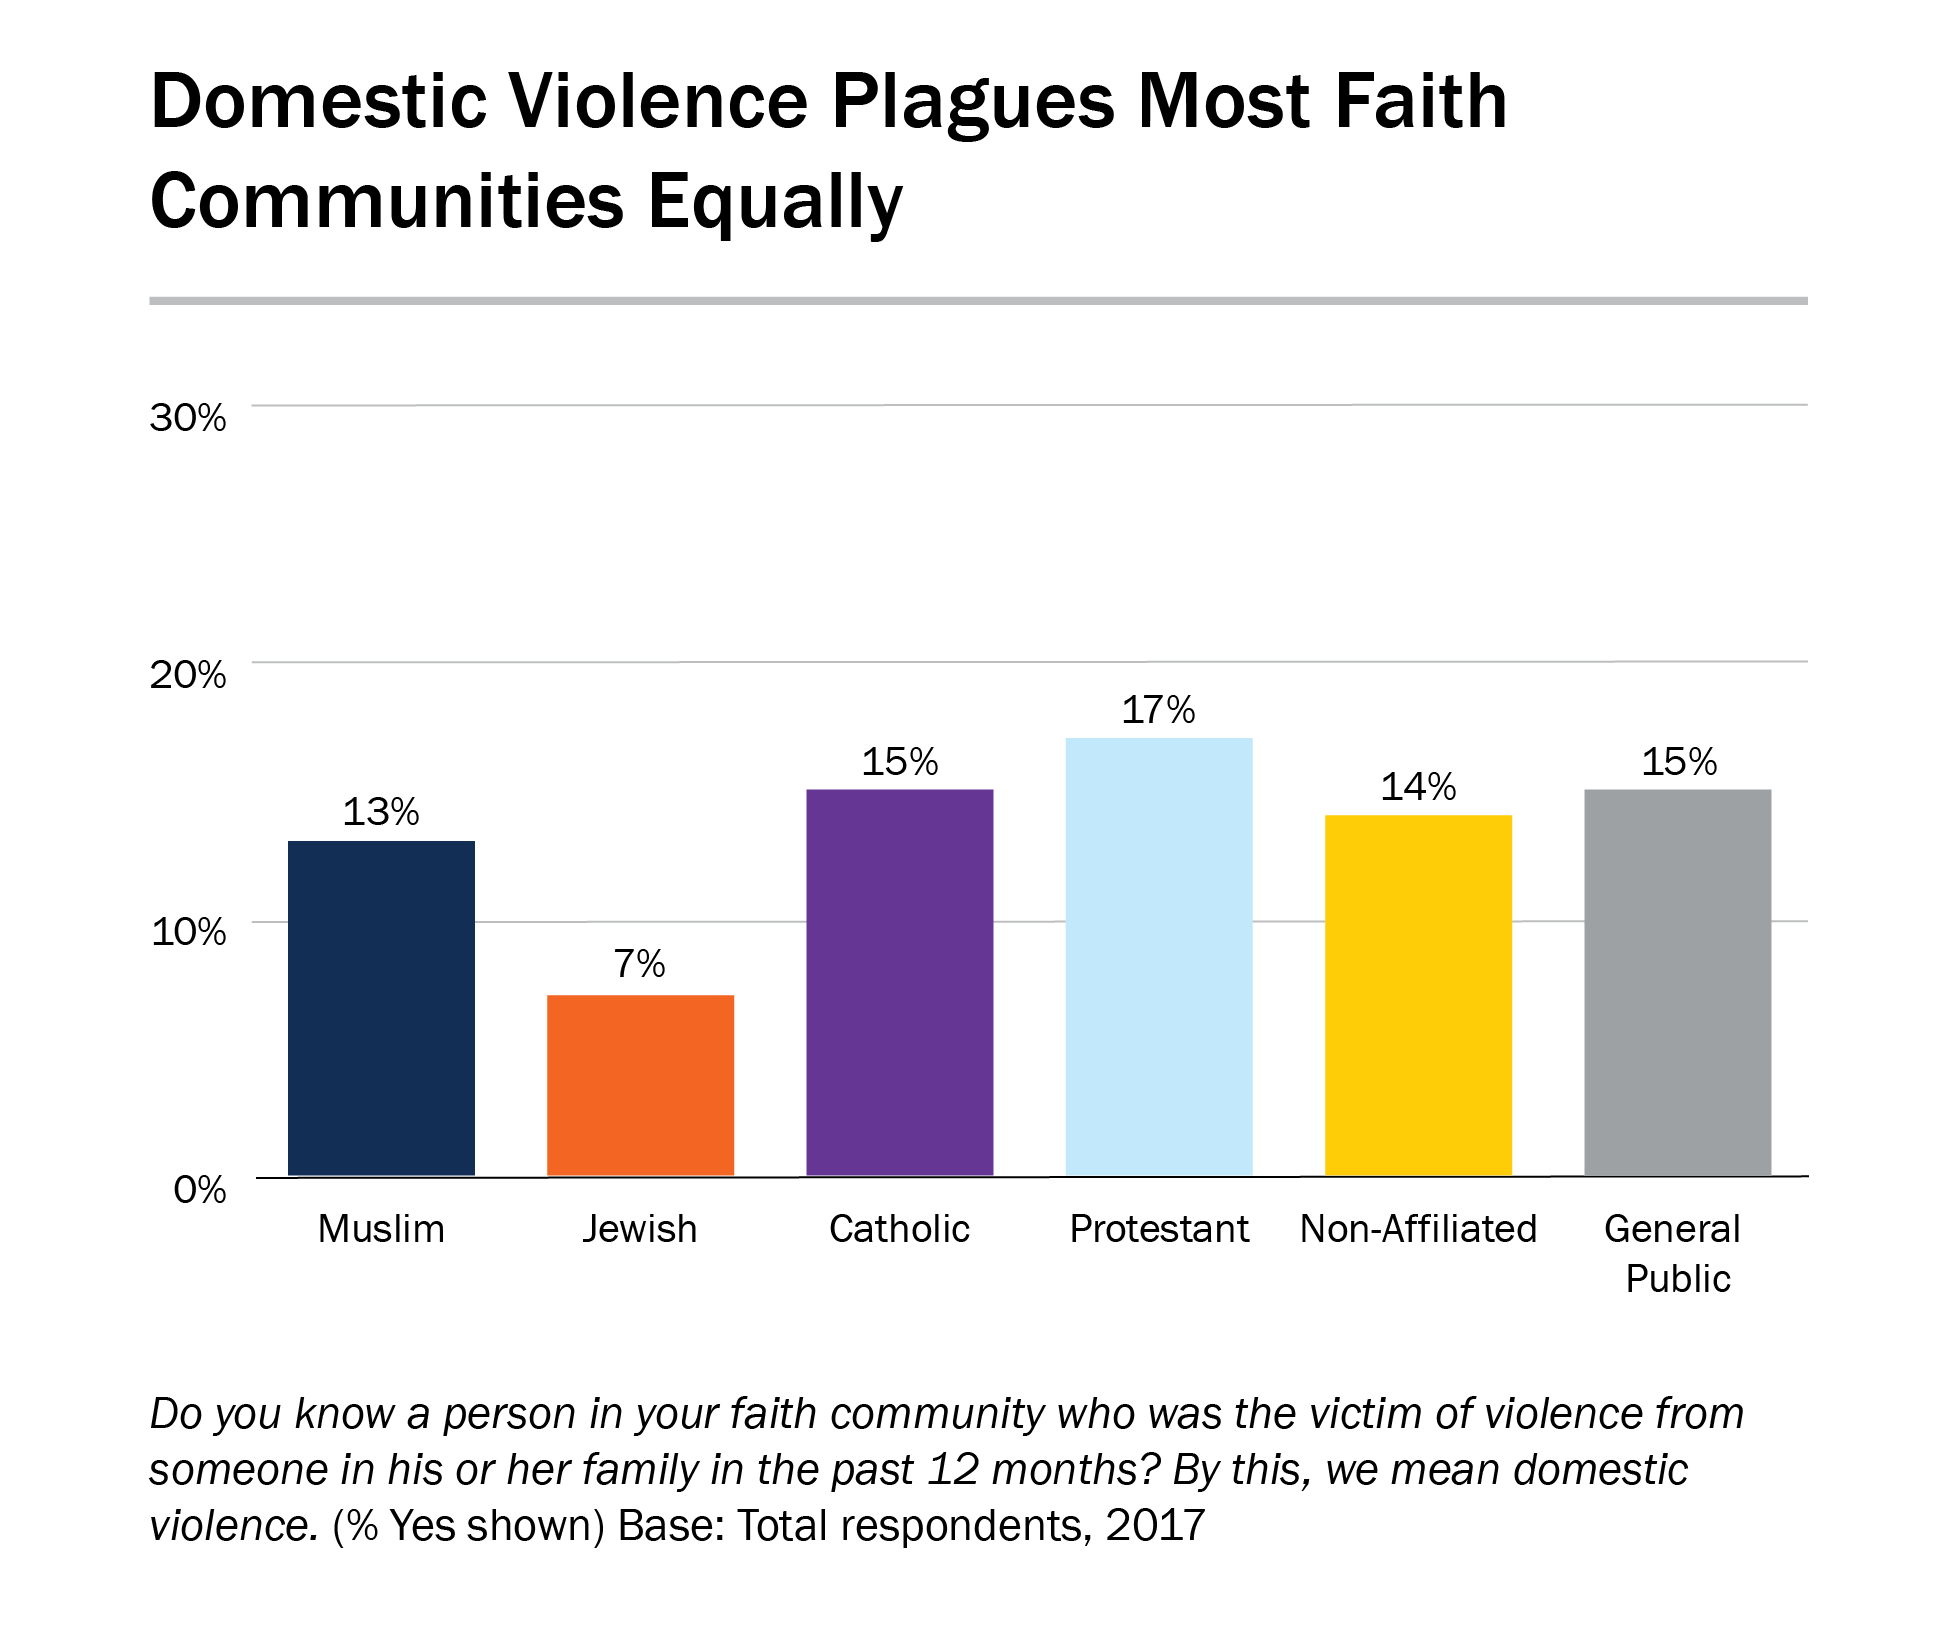 Domestic Violence Plagues Most Faith
Communities Equally
30%
20%
10%
0%
13%
7%
15%
17%
14%
15%
Muslim
Jewish
Catholic
Protestant
Non-Affiliated
General
Public
Do you know a person in your faith community who was the victim of violence from
someone in his or her family in the past 12 months? By this, we mean domestic
violence. (% Yes shown) Base: Total respondents, 2017